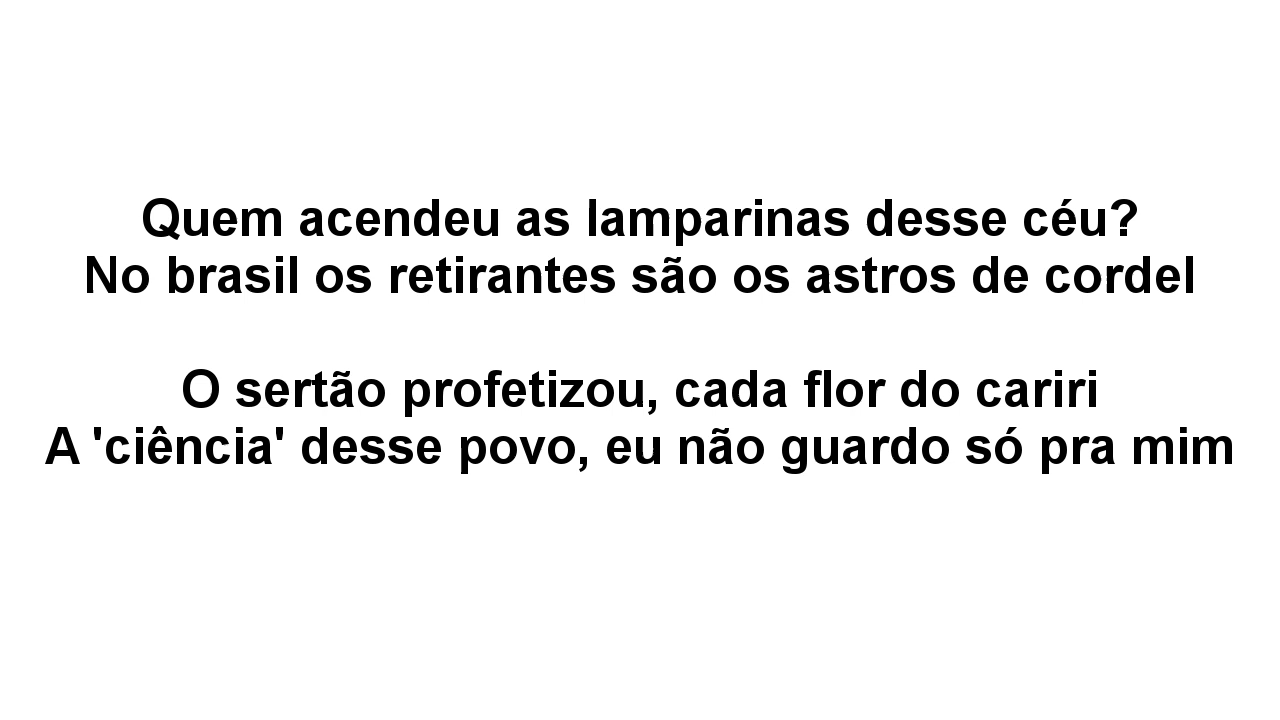 Quem acendeu as lamparinas desse céu?
No brasil os retirantes são os astros de cordel
O sertão profetizou, cada flor do cariri
A 'ciência' desse povo, eu não guardo só pra mim